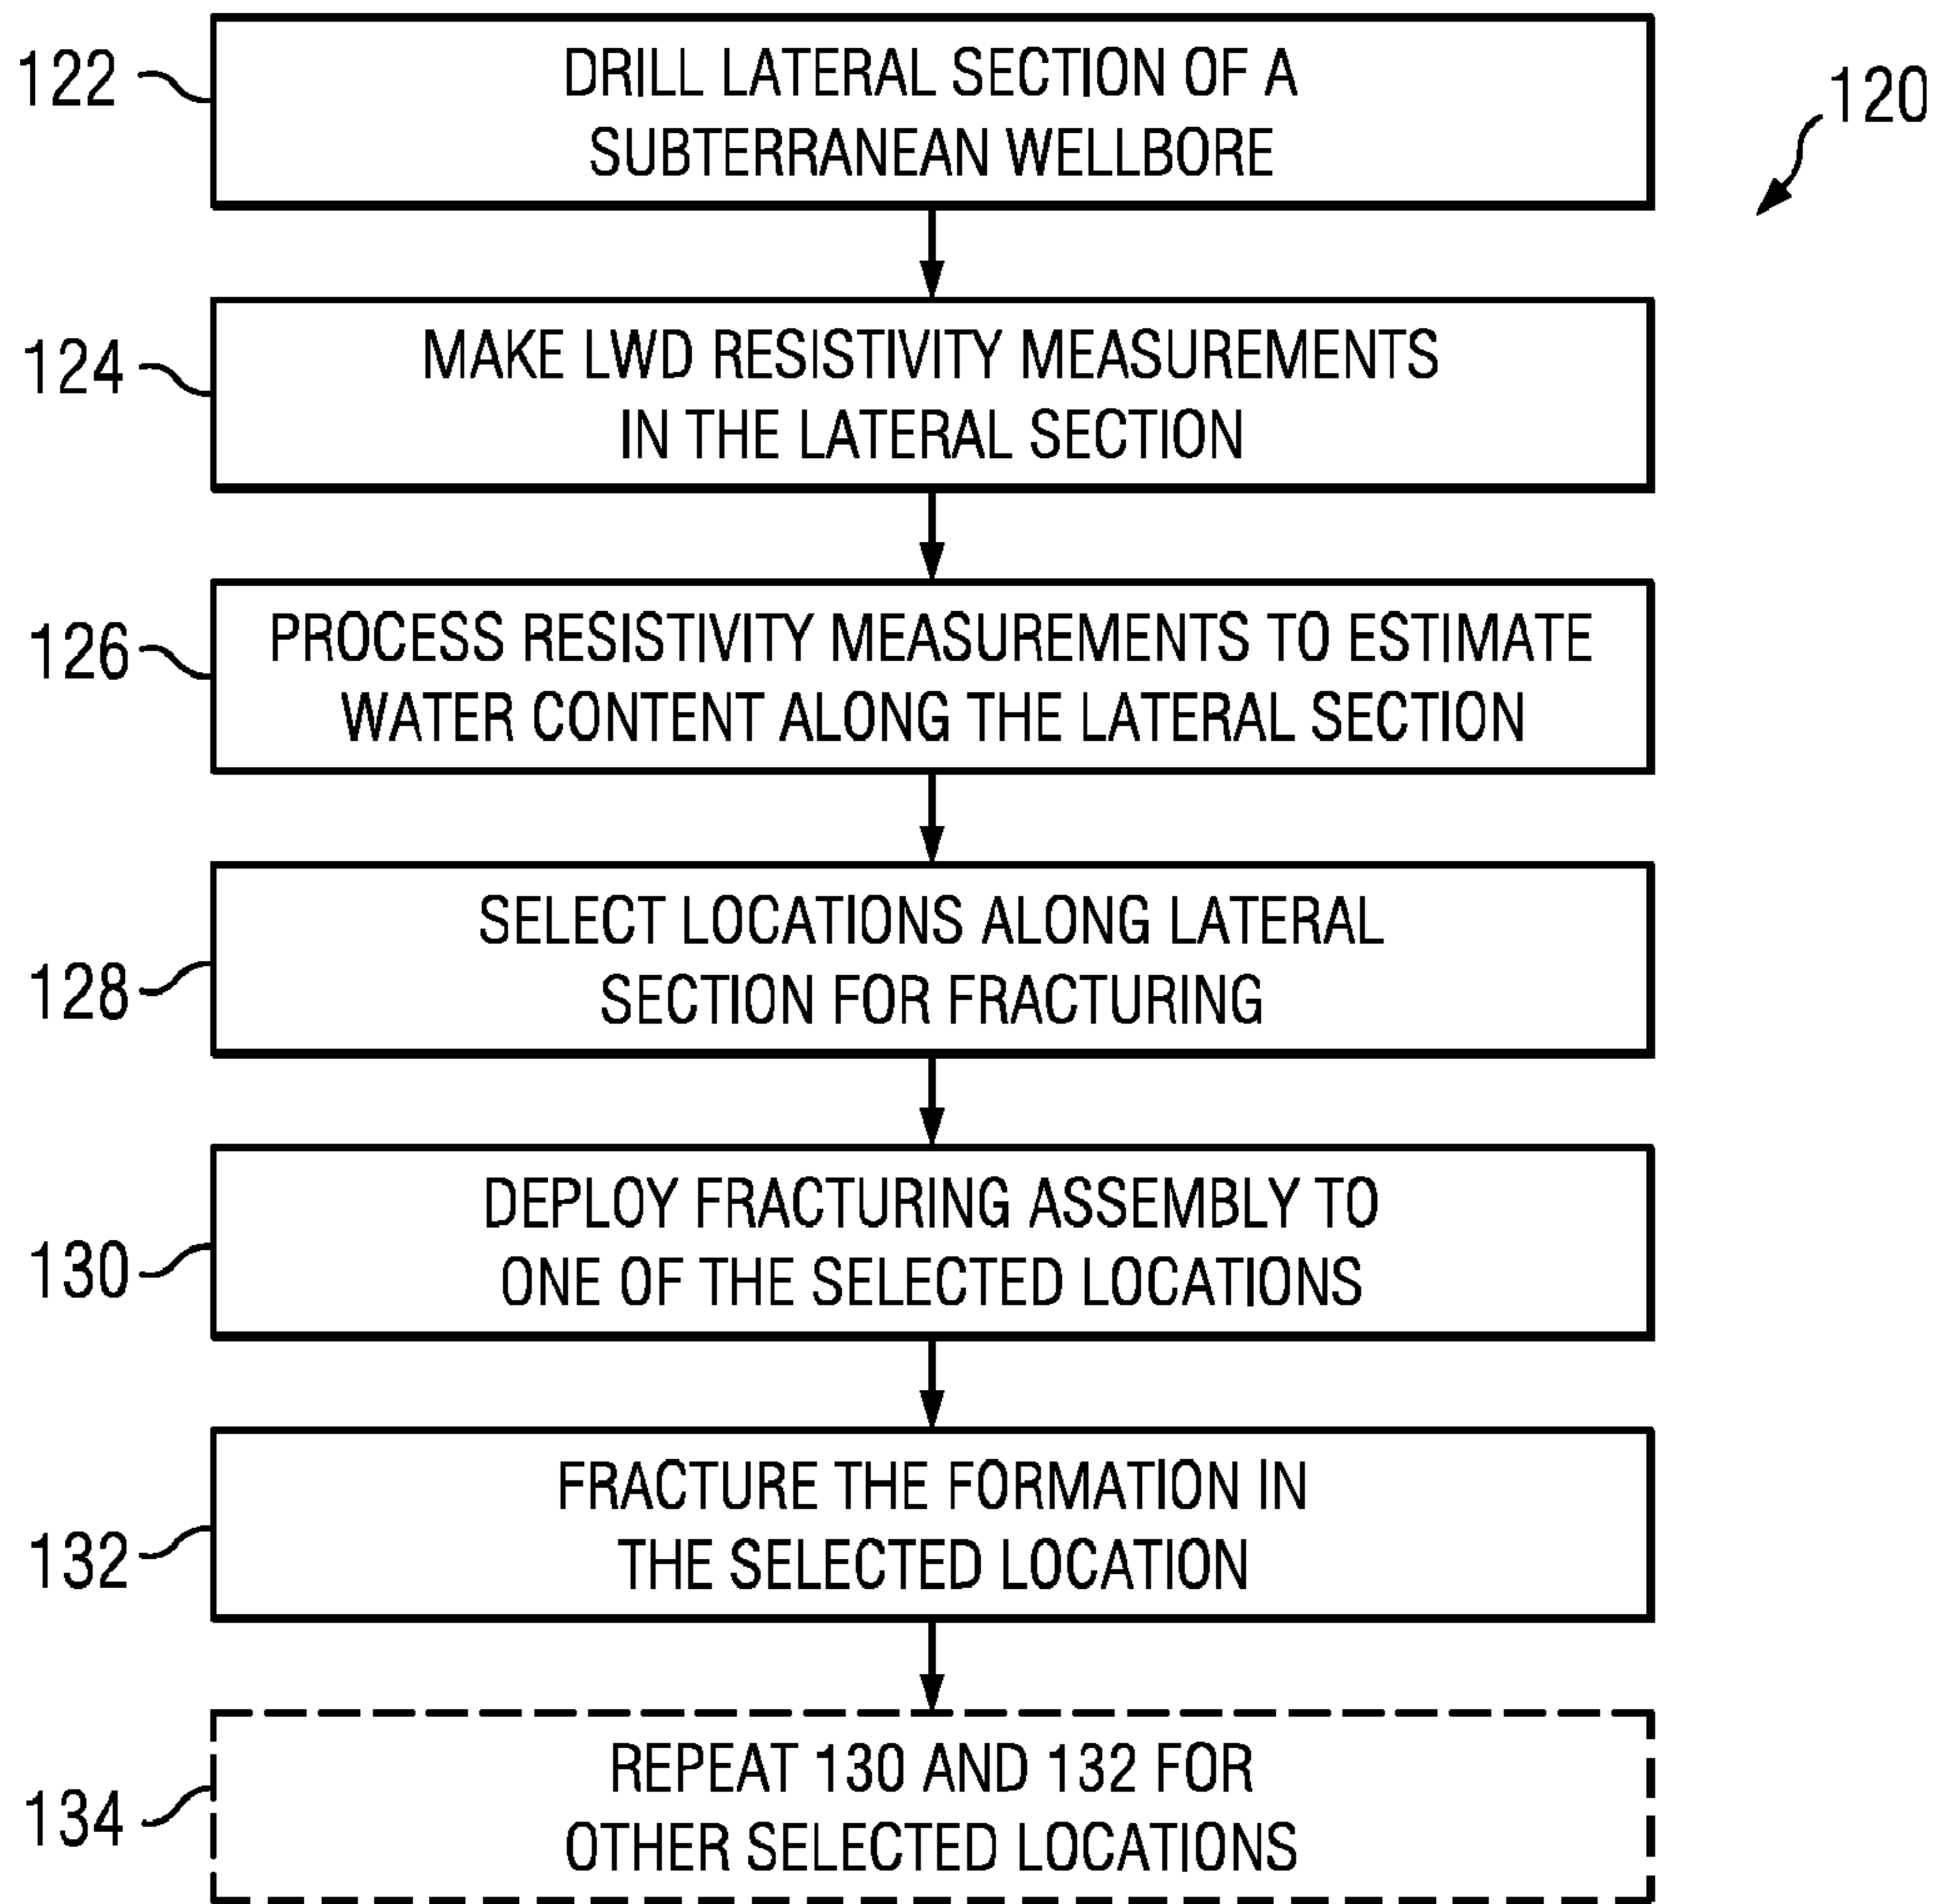 122
DRILL LATERAL SECTION OF A
SUBTERRANEAN WELLBORE
120
124
MAKE LWD RESISTIVITY MEASUREMENTS
IN THE LATERAL SECTION
126
PROCESS RESISTIVITY MEASUREMENTS TO ESTIMATE
WATER CONTENT ALONG THE LATERAL SECTION
128
SELECT LOCATIONS ALONG LATERAL
SECTION FOR FRACTURING
130
DEPLOY FRACTURING ASSEMBLY TO
ONE OF THE SELECTED LOCATIONS
132
FRACTURE THE FORMATION IN
THE SELECTED LOCATION
134
REPEAT 130 AND 132 FOR
OTHER SELECTED LOCATIONS